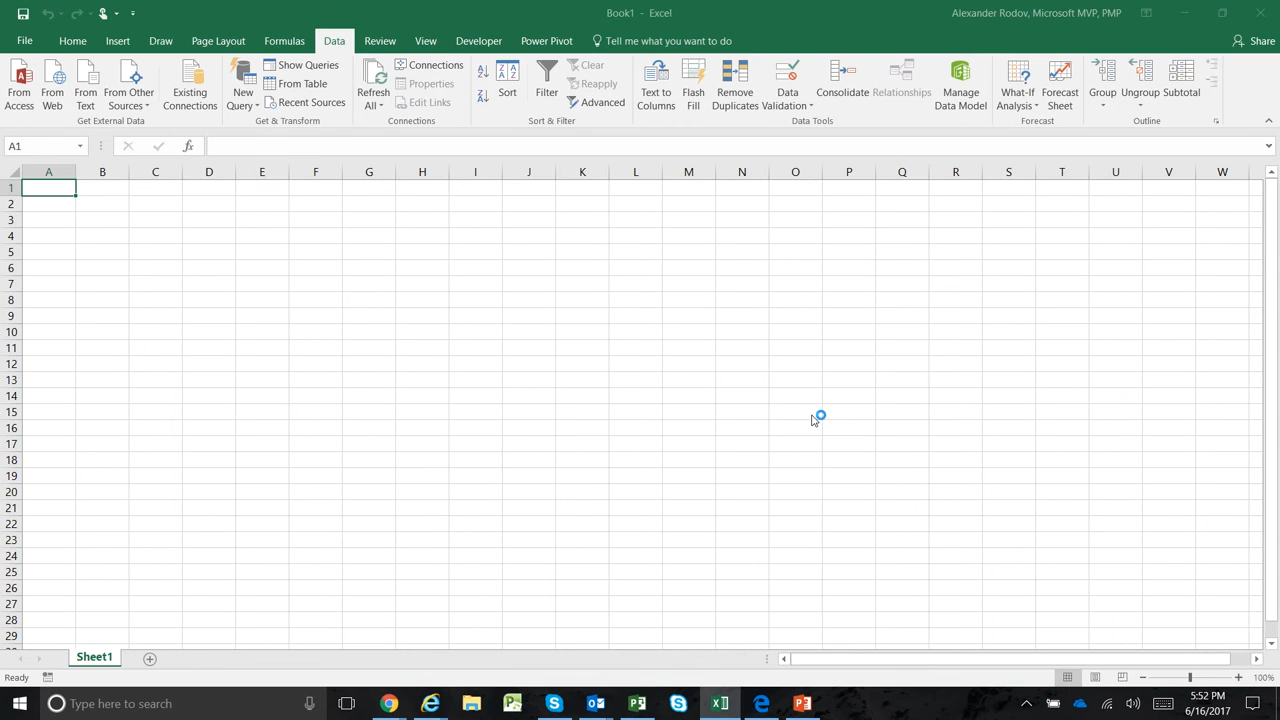 Book1 - Excel
Alexander Rodov, Microsoft MVP, PMP
File Home Insert Draw Page Layout Formulas Data Review View Developer Power Pivot Tell me what you want to do Share
From Access
From Web
From Text
From Other Sources
Existing Connections
Get External Data
New Query
Show Queries
From Table
Recent Sources
Get & Transform
Refresh All
Connections
Properties
Edit Links
Connections
Sort
Filter
Clear
Reapply
Advanced
Sort & Filter
Text to Columns
Flash Fill
Remove Duplicates
Data Validation
Consolidate
Relationships
Manage Data Model
Data Tools
What-If Analysis
Forecast Sheet
Forecast
Group
Ungroup
Subtotal
Outline
A1
fx
A B C D E F G H I J K L M N O P Q R S T U V W
1
2
3
4
5
6
7
8
9
10
11
12
13
14
15
16
17
18
19
20
21
22
23
24
25
26
27
28
29
Sheet1
Ready
100%
Type here to search
5:52 PM
6/16/2017